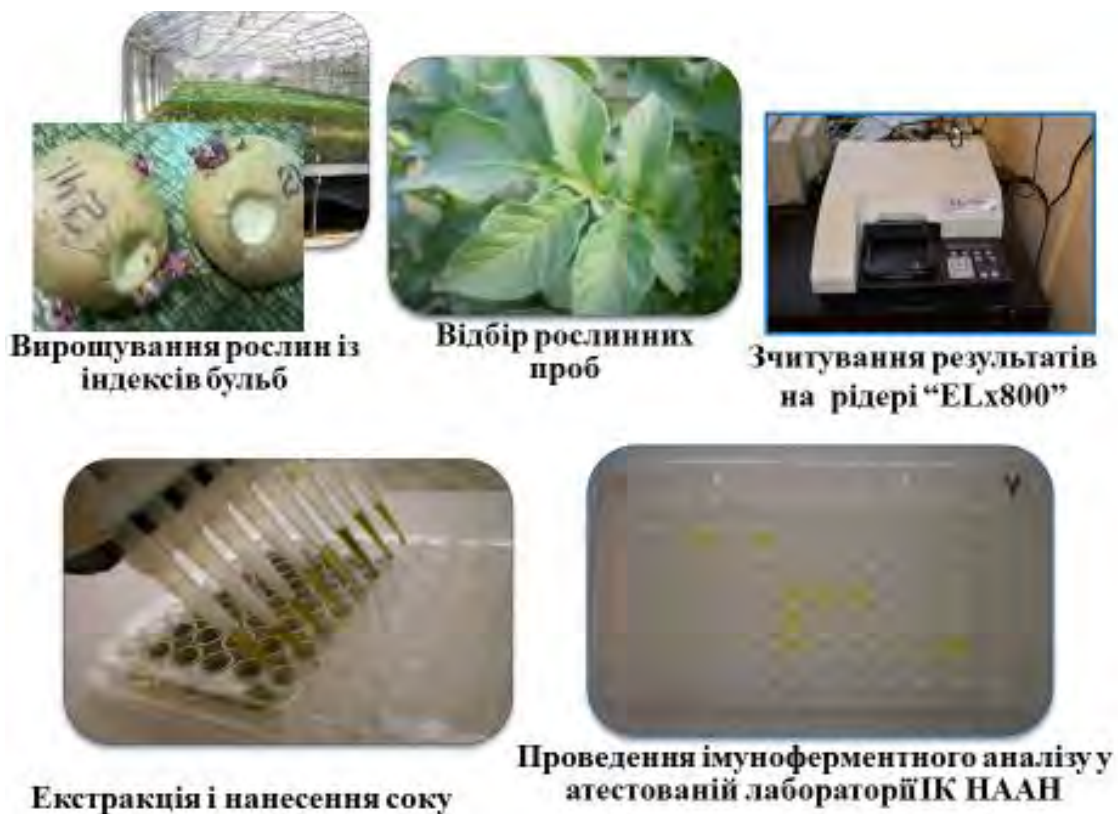 Вирощування рослин із
індексів бульб
Відбір рослинних
проб
Зчитування результатів
на рідері “ELx800”
Екстракція і нанесення соку
Проведення імуноферментного аналізу у
атестованій лабораторії ІК НААН